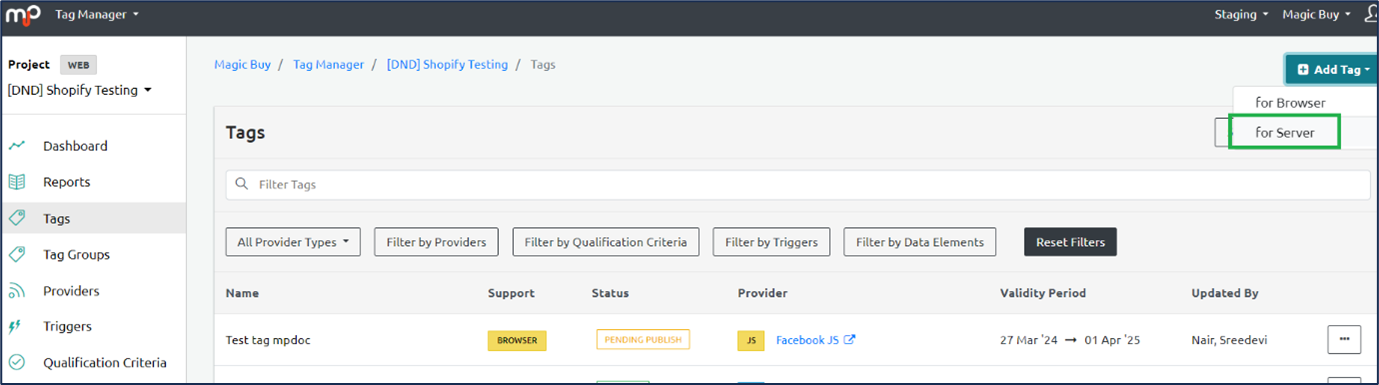 mp Tag Manager Staging Magic Buy
Project WEB
[DND] Shopify Testing
Magic Buy / Tag Manager / [DND] Shopify Testing / Tags
Add Tag
for Browser
for Server
Dashboard
Reports
Tags
Tag Groups
Providers
Triggers
Qualification Criteria
Tags
Filter Tags
All Provider Types Filter by Providers Filter by Qualification Criteria Filter by Triggers Filter by Data Elements Reset Filters
Name Support Status Provider Validity Period Updated By
Test tag mpdoc BROWSER PENDING PUBLISH JS Facebook JS 27 Mar '24 → 01 Apr '25 Nair, Sreedevi ...